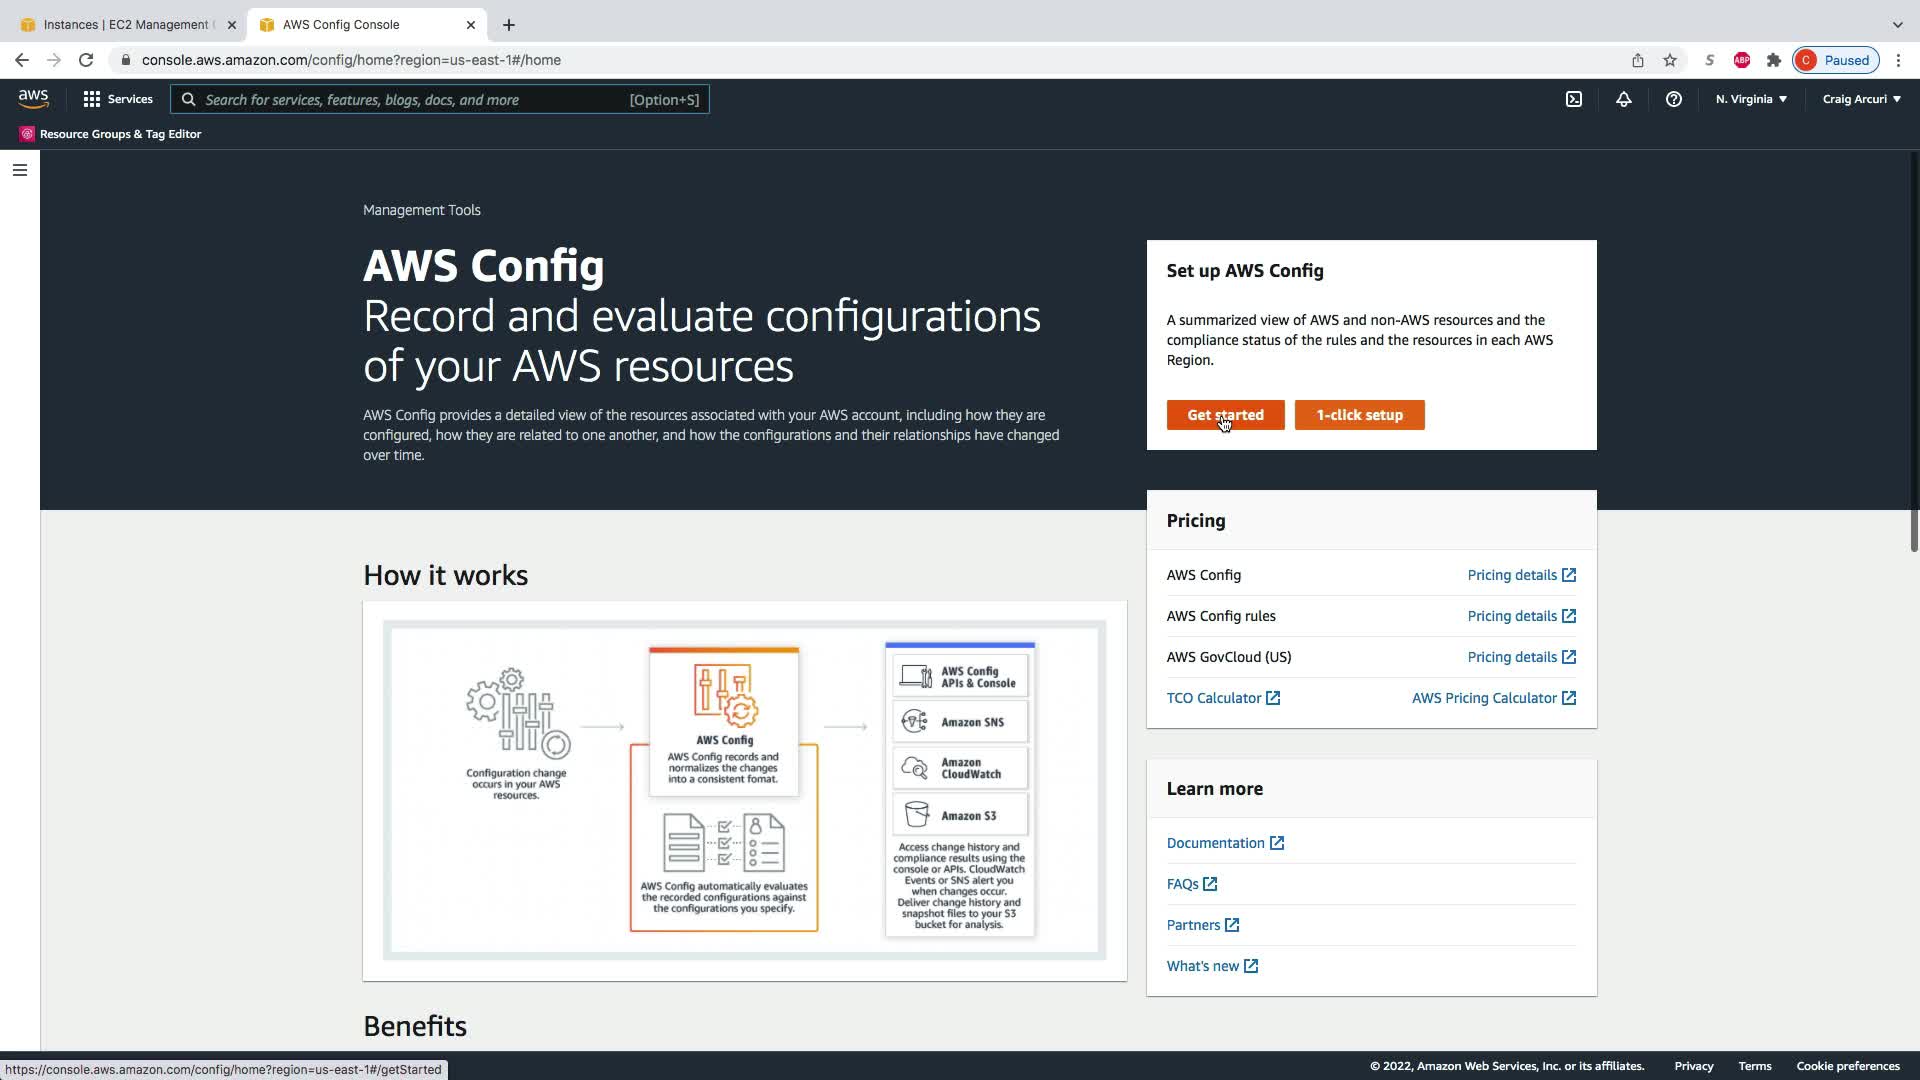 Instances | EC2 Management
AWS Config Console
console.aws.amazon.com/config/home?region=us-east-1#/home
S
ABP
C
Paused
aws
Services
Search for services, features, blogs, docs, and more
[Option+S]
N. Virginia
Craig Arcuri
Resource Groups & Tag Editor
Management Tools
AWS Config
Record and evaluate configurations
of your AWS resources
AWS Config provides a detailed view of the resources associated with your AWS account, including how they are
configured, how they are related to one another, and how the configurations and their relationships have changed
over time.
Set up AWS Config
A summarized view of AWS and non-AWS resources and the
compliance status of the rules and the resources in each AWS
Region.
Get started
1-click setup
Pricing
AWS Config
Pricing details
AWS Config rules
Pricing details
AWS GovCloud (US)
Pricing details
TCO Calculator
AWS Pricing Calculator
Learn more
Documentation
FAQs
Partners
What's new
How it works
Configuration change
occurs in your AWS
resources.
AWS Config
AWS Config records and
normalizes the changes
into a consistent fomat.
AWS Config automatically evaluates
the recorded configurations against
the configurations you specify.
AWS Config
APIs & Console
Amazon SNS
Amazon
CloudWatch
Amazon S3
Access change history and
compliance results using the
console or APIs. CloudWatch
Events or SNS alert you
when changes occur.
Deliver change history and
snapshot files to your S3
bucket for analysis.
Benefits
https://console.aws.amazon.com/config/home?region=us-east-1#/getStarted
© 2022, Amazon Web Services, Inc. or its affiliates.
Privacy
Terms
Cookie preferences